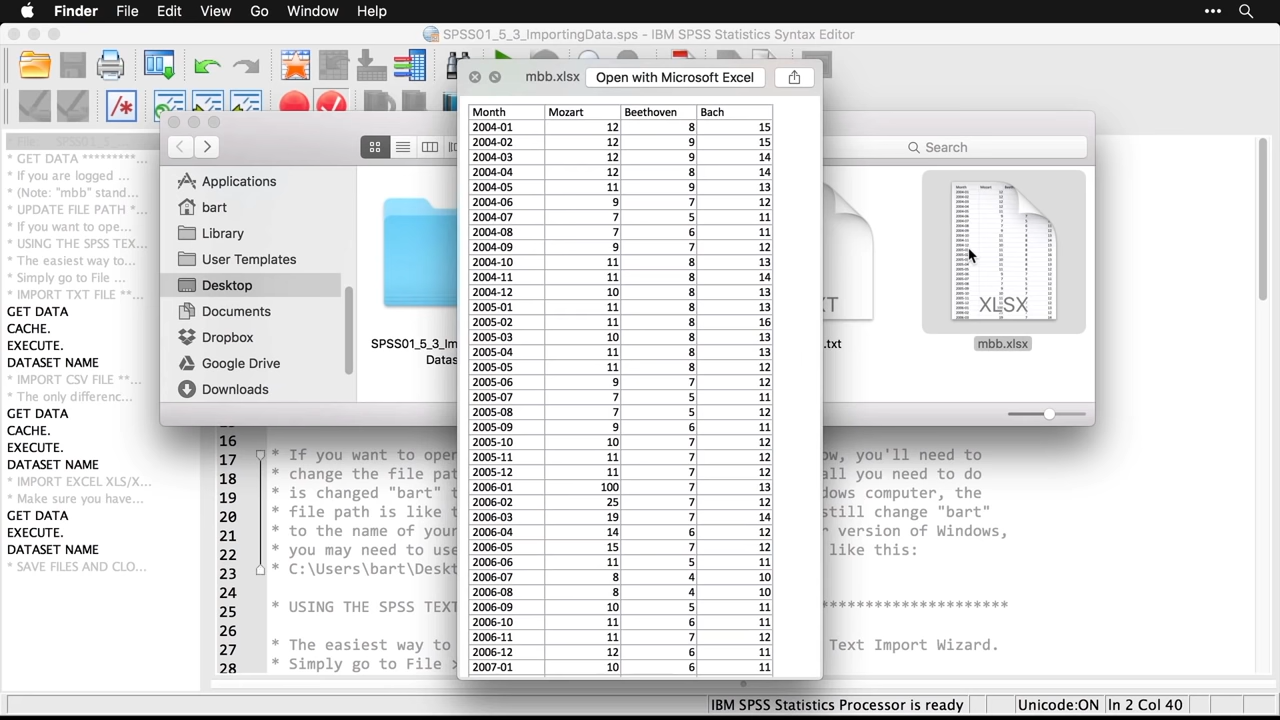 Finder File Edit View Go Window Help
SPSS01_5_3_ImportingData.sps - IBM SPSS Statistics Syntax Editor
mbb.xlsx Open with Microsoft Excel
Search
Applications
bart
Library
User Templates
Desktop
Documents
Dropbox
Google Drive
Downloads
SPSS01_5_3_Im
Datas
XT
.txt
XLSX
mbb.xlsx
Month Mozart Beethoven Bach
2004-01 12 8 15
2004-02 12 9 15
2004-03 12 9 14
2004-04 12 8 14
2004-05 11 9 13
2004-06 9 7 12
2004-07 7 5 11
2004-08 7 6 11
2004-09 9 7 12
2004-10 11 8 13
2004-11 11 8 14
2004-12 10 8 13
2005-01 11 8 13
2005-02 11 8 16
2005-03 10 8 13
2005-04 11 8 13
2005-05 11 8 12
2005-06 9 7 12
2005-07 7 5 11
2005-08 7 5 12
2005-09 9 6 11
2005-10 10 7 12
2005-11 11 7 12
2005-12 11 7 12
2006-01 100 7 13
2006-02 25 7 12
2006-03 19 7 14
2006-04 14 6 12
2006-05 15 7 12
2006-06 11 5 11
2006-07 8 4 10
2006-08 8 4 10
2006-09 10 5 11
2006-10 11 6 11
2006-11 11 7 12
2006-12 12 6 11
2007-01 10 6 11
* GET DATA *********...
* If you are logged ...
* (Note: "mbb" stand...
* UPDATE FILE PATH *...
* If you want to ope...
* USING THE SPSS TEX...
* The easiest way to...
* Simply go to File ...
* IMPORT TXT FILE **...
GET DATA
CACHE.
EXECUTE.
DATASET NAME
* IMPORT CSV FILE **...
* The only differenc...
GET DATA
CACHE.
EXECUTE.
DATASET NAME
* IMPORT EXCEL XLS/X...
* Make sure you have...
GET DATA
EXECUTE.
DATASET NAME
* SAVE FILES AND CLO...
16
17 * If you want to open ow, you'll need to
18 * change the file pat all you need to do
19 * is changed "bart" t dows computer, the
20 * file path is like t still change "bart"
21 * to the name of your r version of Windows,
22 * you may need to use like this:
23 * C:\Users\bart\Deskt
24
25 * USING THE SPSS TEXT **********************
26
27 * The easiest way to Text Import Wizard.
28 * Simply go to File >
IBM SPSS Statistics Processor is ready Unicode:ON In 2 Col 40